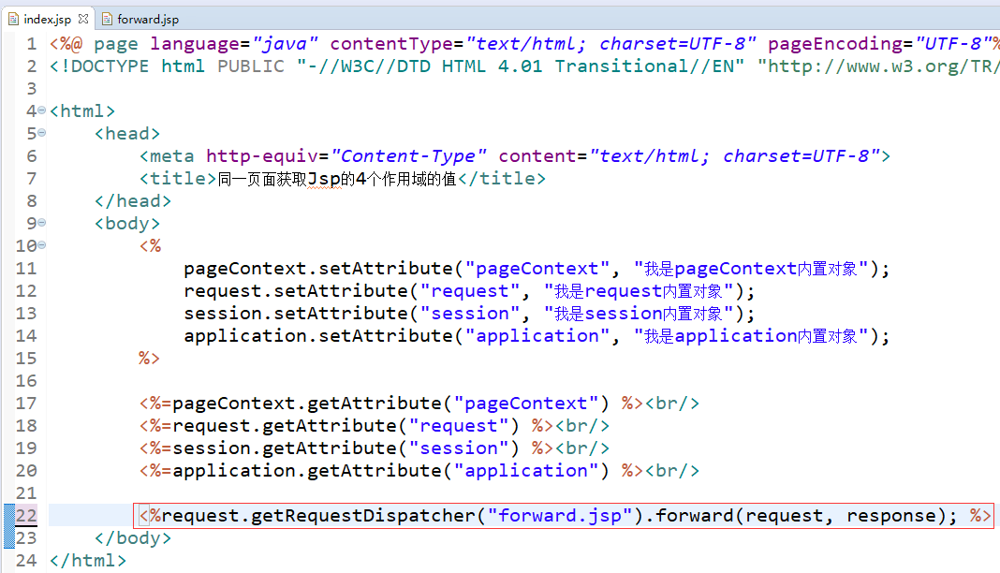 index.jsp forward.jsp
1 <%@ page language="java" contentType="text/html; charset=UTF-8" pageEncoding="UTF-8"%
2 <!DOCTYPE html PUBLIC "-//W3C//DTD HTML 4.01 Transitional//EN" "http://www.w3.org/TR/
3
4 <html>
5 <head>
6 <meta http-equiv="Content-Type" content="text/html; charset=UTF-8">
7 <title>同一页面获取Jsp的4个作用域的值</title>
8 </head>
9 <body>
10 <%
11 pageContext.setAttribute("pageContext", "我是pageContext内置对象");
12 request.setAttribute("request", "我是request内置对象");
13 session.setAttribute("session", "我是session内置对象");
14 application.setAttribute("application", "我是application内置对象");
15 %>
16
17 <%=pageContext.getAttribute("pageContext") %><br/>
18 <%=request.getAttribute("request") %><br/>
19 <%=session.getAttribute("session") %><br/>
20 <%=application.getAttribute("application") %><br/>
21
22 <%request.getRequestDispatcher("forward.jsp").forward(request, response); %>
23 </body>
24 </html>